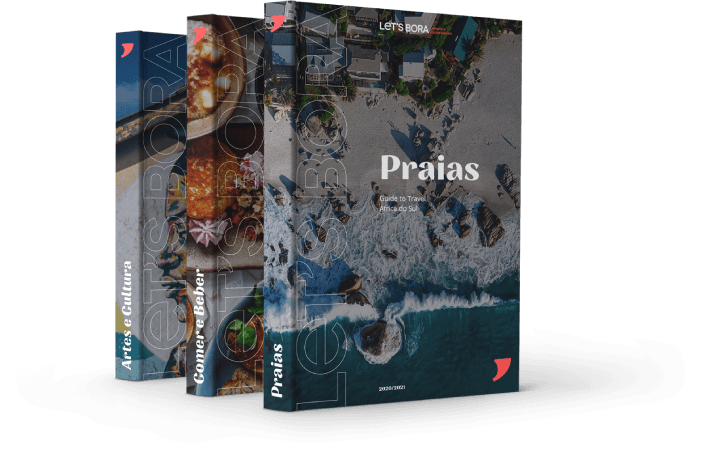 LET'S BORA
Praias
Guide to Travel
África do Sul
2020/2021
Praias
LET'S BORA
Comer e Beber
LET'S BORA
Artes e Cultura
LET'S BORA